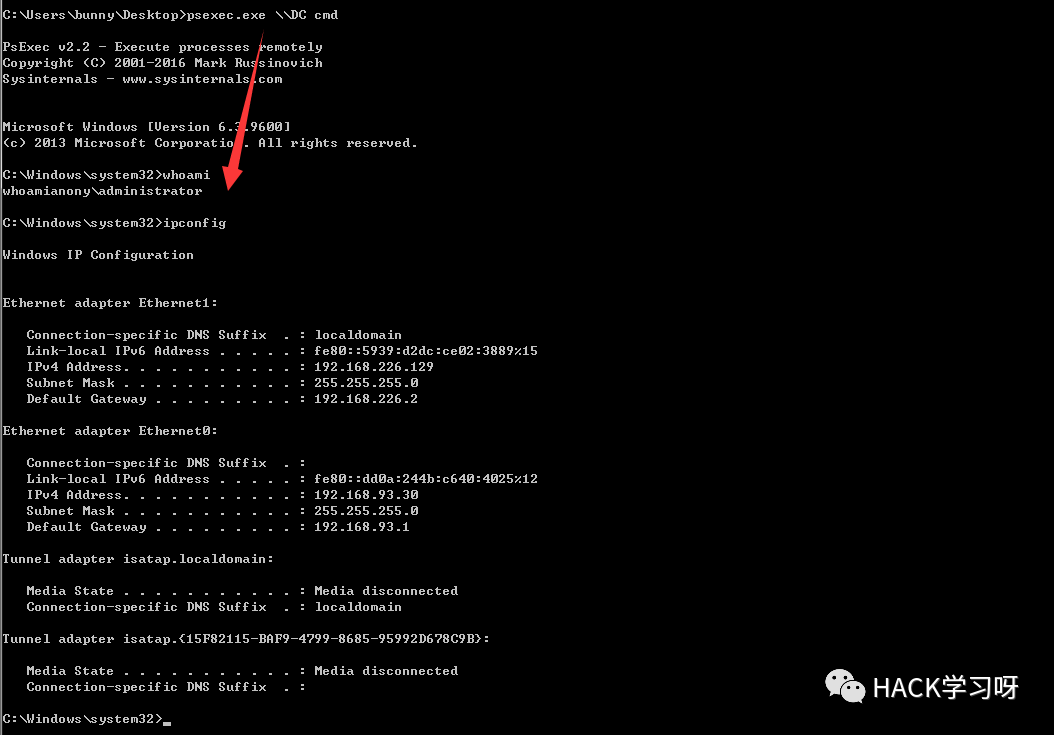 C:\Users\bunny\Desktop>psexec.exe \\DC cmd
PsExec v2.2 - Execute processes remotely
Copyright (C) 2001-2016 Mark Russinovich
Sysinternals - www.sysinternals.com
Microsoft Windows [Version 6.3.9600]
(c) 2013 Microsoft Corporation. All rights reserved.
C:\Windows\system32>whoami
whoamianony\administrator
C:\Windows\system32>ipconfig
Windows IP Configuration
Ethernet adapter Ethernet1:
Connection-specific DNS Suffix  . : localdomain
Link-local IPv6 Address . . . . . : fe80::5939:d2dc:ce02:3889%15
IPv4 Address. . . . . . . . . . . : 192.168.226.129
Subnet Mask . . . . . . . . . . . : 255.255.255.0
Default Gateway . . . . . . . . . : 192.168.226.2
Ethernet adapter Ethernet0:
Connection-specific DNS Suffix  . :
Link-local IPv6 Address . . . . . : fe80::dd0a:244b:c640:4025%12
IPv4 Address. . . . . . . . . . . : 192.168.93.30
Subnet Mask . . . . . . . . . . . : 255.255.255.0
Default Gateway . . . . . . . . . : 192.168.93.1
Tunnel adapter isatap.localdomain:
Media State . . . . . . . . . . . : Media disconnected
Connection-specific DNS Suffix  . : localdomain
Tunnel adapter isatap.{15F82115-BAF9-4799-8685-95992D678C9B}:
Media State . . . . . . . . . . . : Media disconnected
Connection-specific DNS Suffix  . :
HACK学习呀
C:\Windows\system32>_